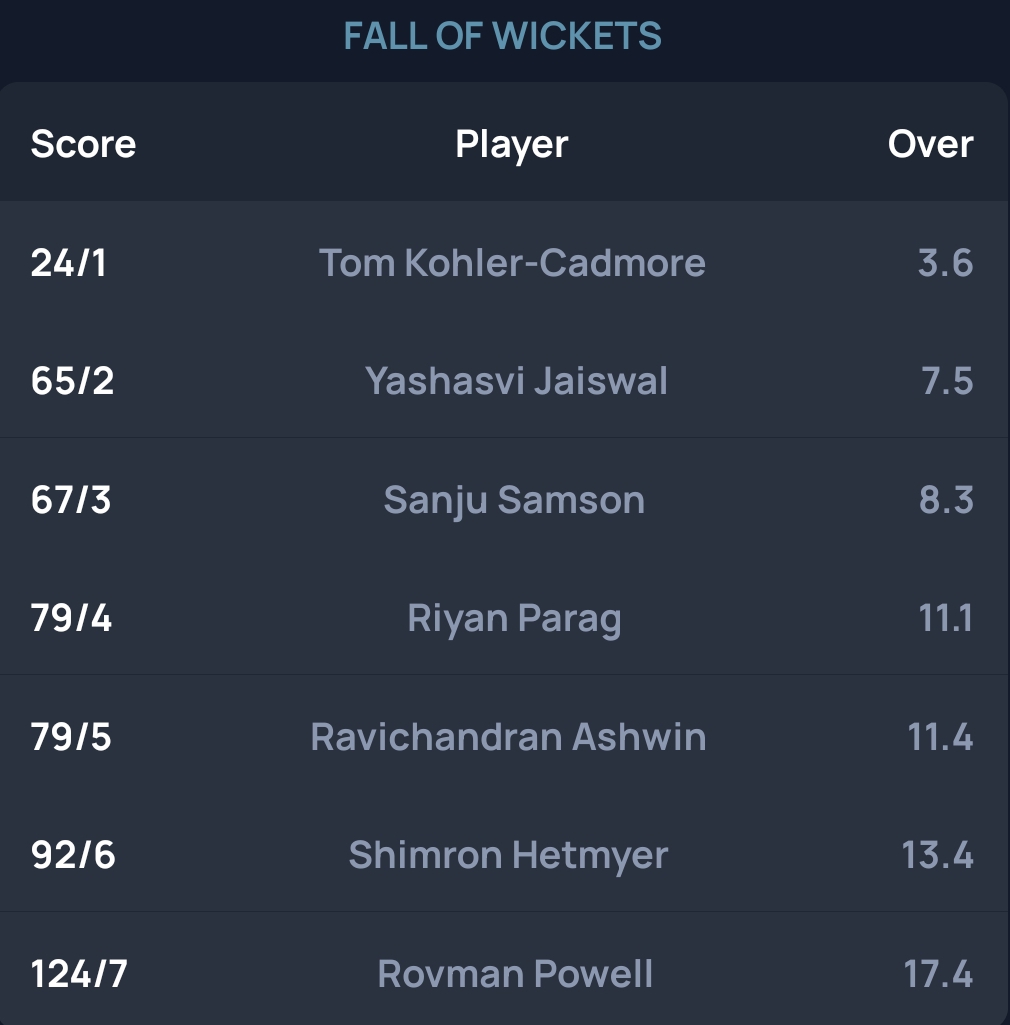 FALL OF WICKETS
Score Player Over
24/1 Tom Kohler-Cadmore 3.6
65/2 Yashasvi Jaiswal 7.5
67/3 Sanju Samson 8.3
79/4 Riyan Parag 11.1
79/5 Ravichandran Ashwin 11.4
92/6 Shimron Hetmyer 13.4
124/7 Rovman Powell 17.4